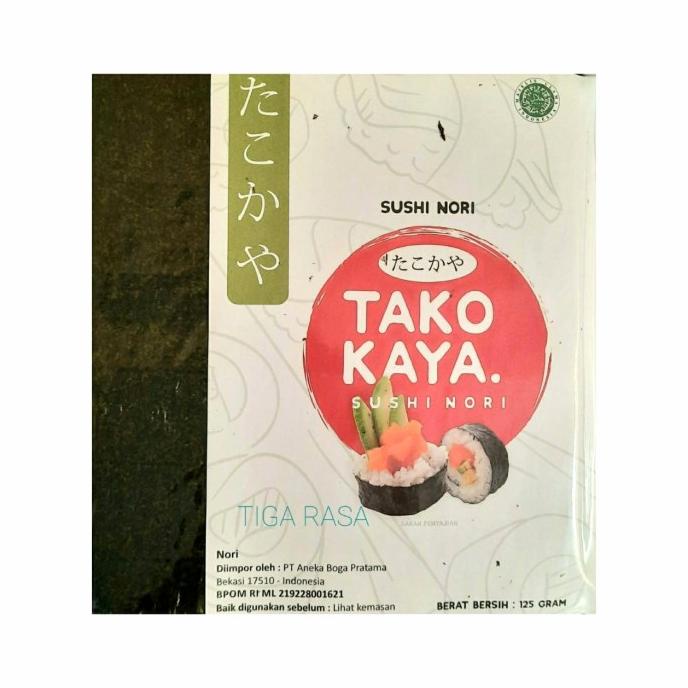 たこかや
SUSHI NORI
たこかや
TAKO
KAYA.
SUSHI NORI
TIGA RASA
SARAN PENYAJIAN
Nori
Diimpor oleh : PT Aneka Boga Pratama
Bekasi 17510 - Indonesia
BPOM RI ML 219228001621
Baik digunakan sebelum : Lihat kemasan
BERAT BERSIH : 125 GRAM